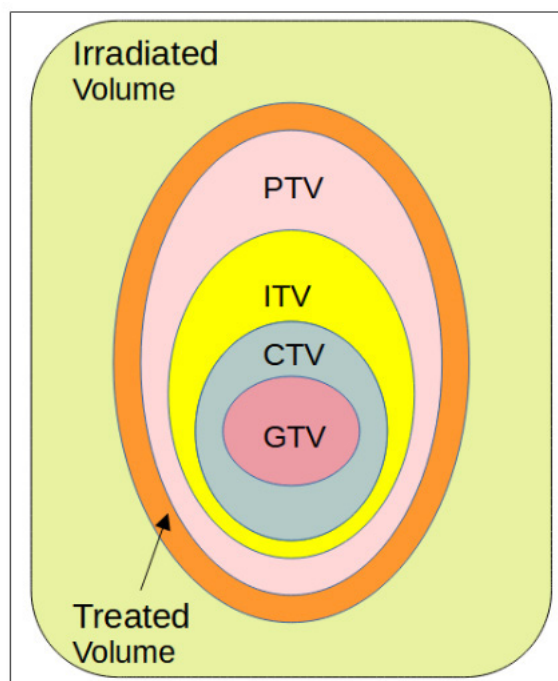 Irradiated
Volume
PTV
ITV
CTV
GTV
Treated
Volume